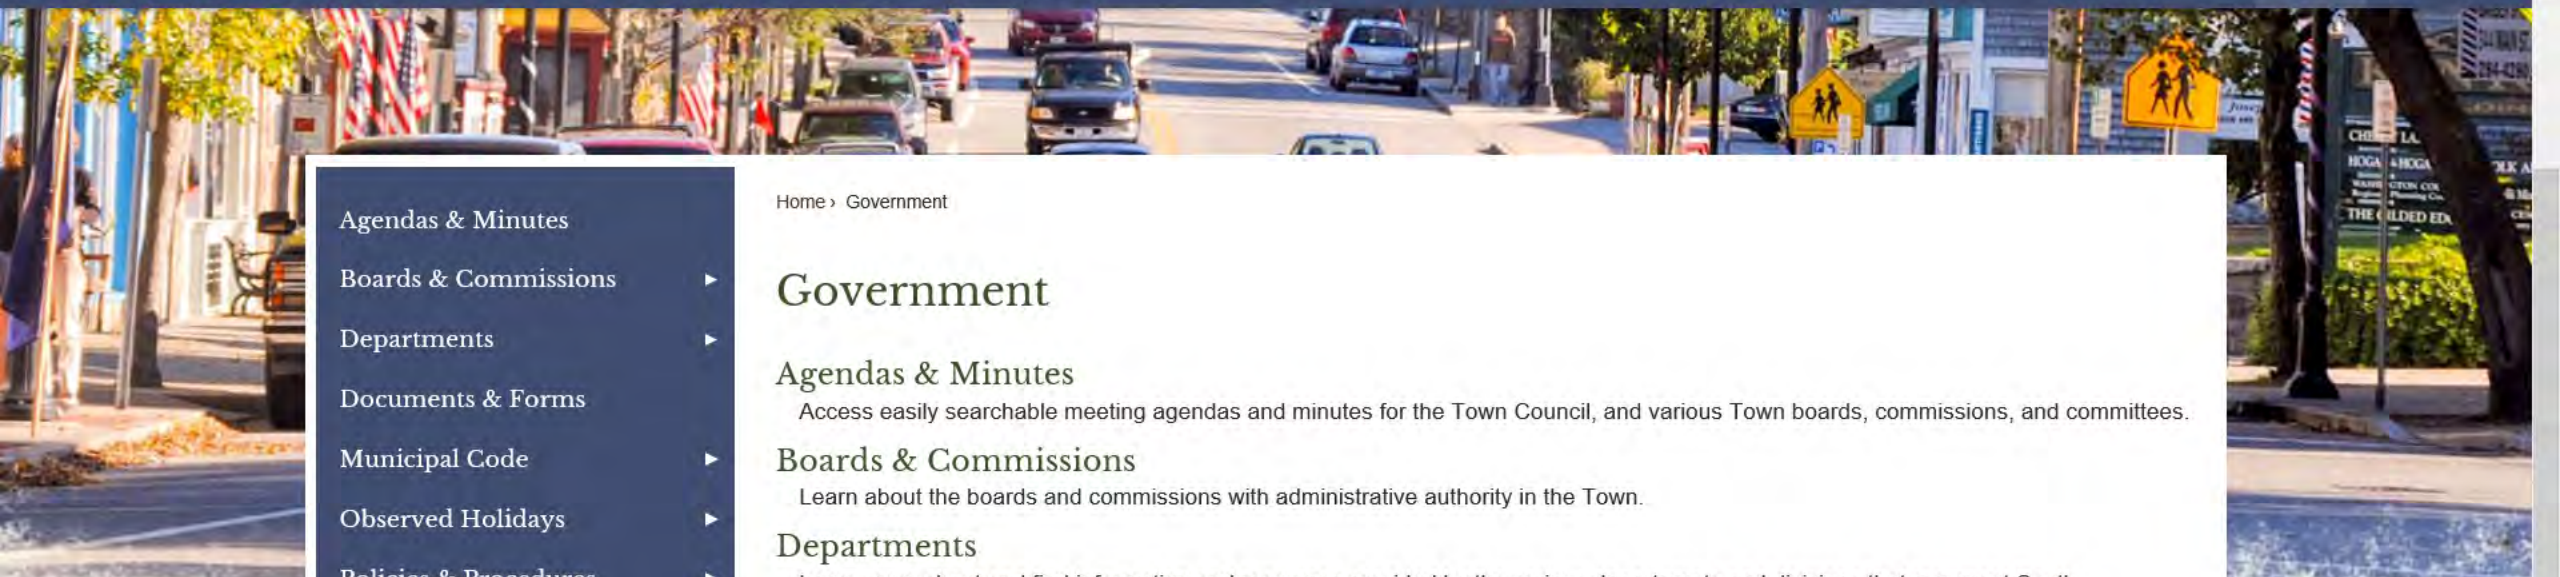 Agendas & Minutes
Boards & Commissions
Departments
Documents & Forms
Municipal Code
Observed Holidays
Policies & Procedures
Home › Government
Government
Agendas & Minutes
Access easily searchable meeting agendas and minutes for the Town Council, and various Town boards, commissions, and committees.
Boards & Commissions
Learn about the boards and commissions with administrative authority in the Town.
Departments